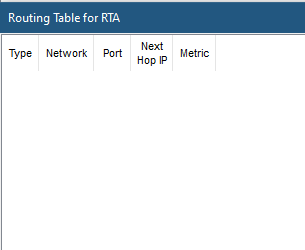 Routing Table for RTA
Type Network Port Next Hop IP Metric